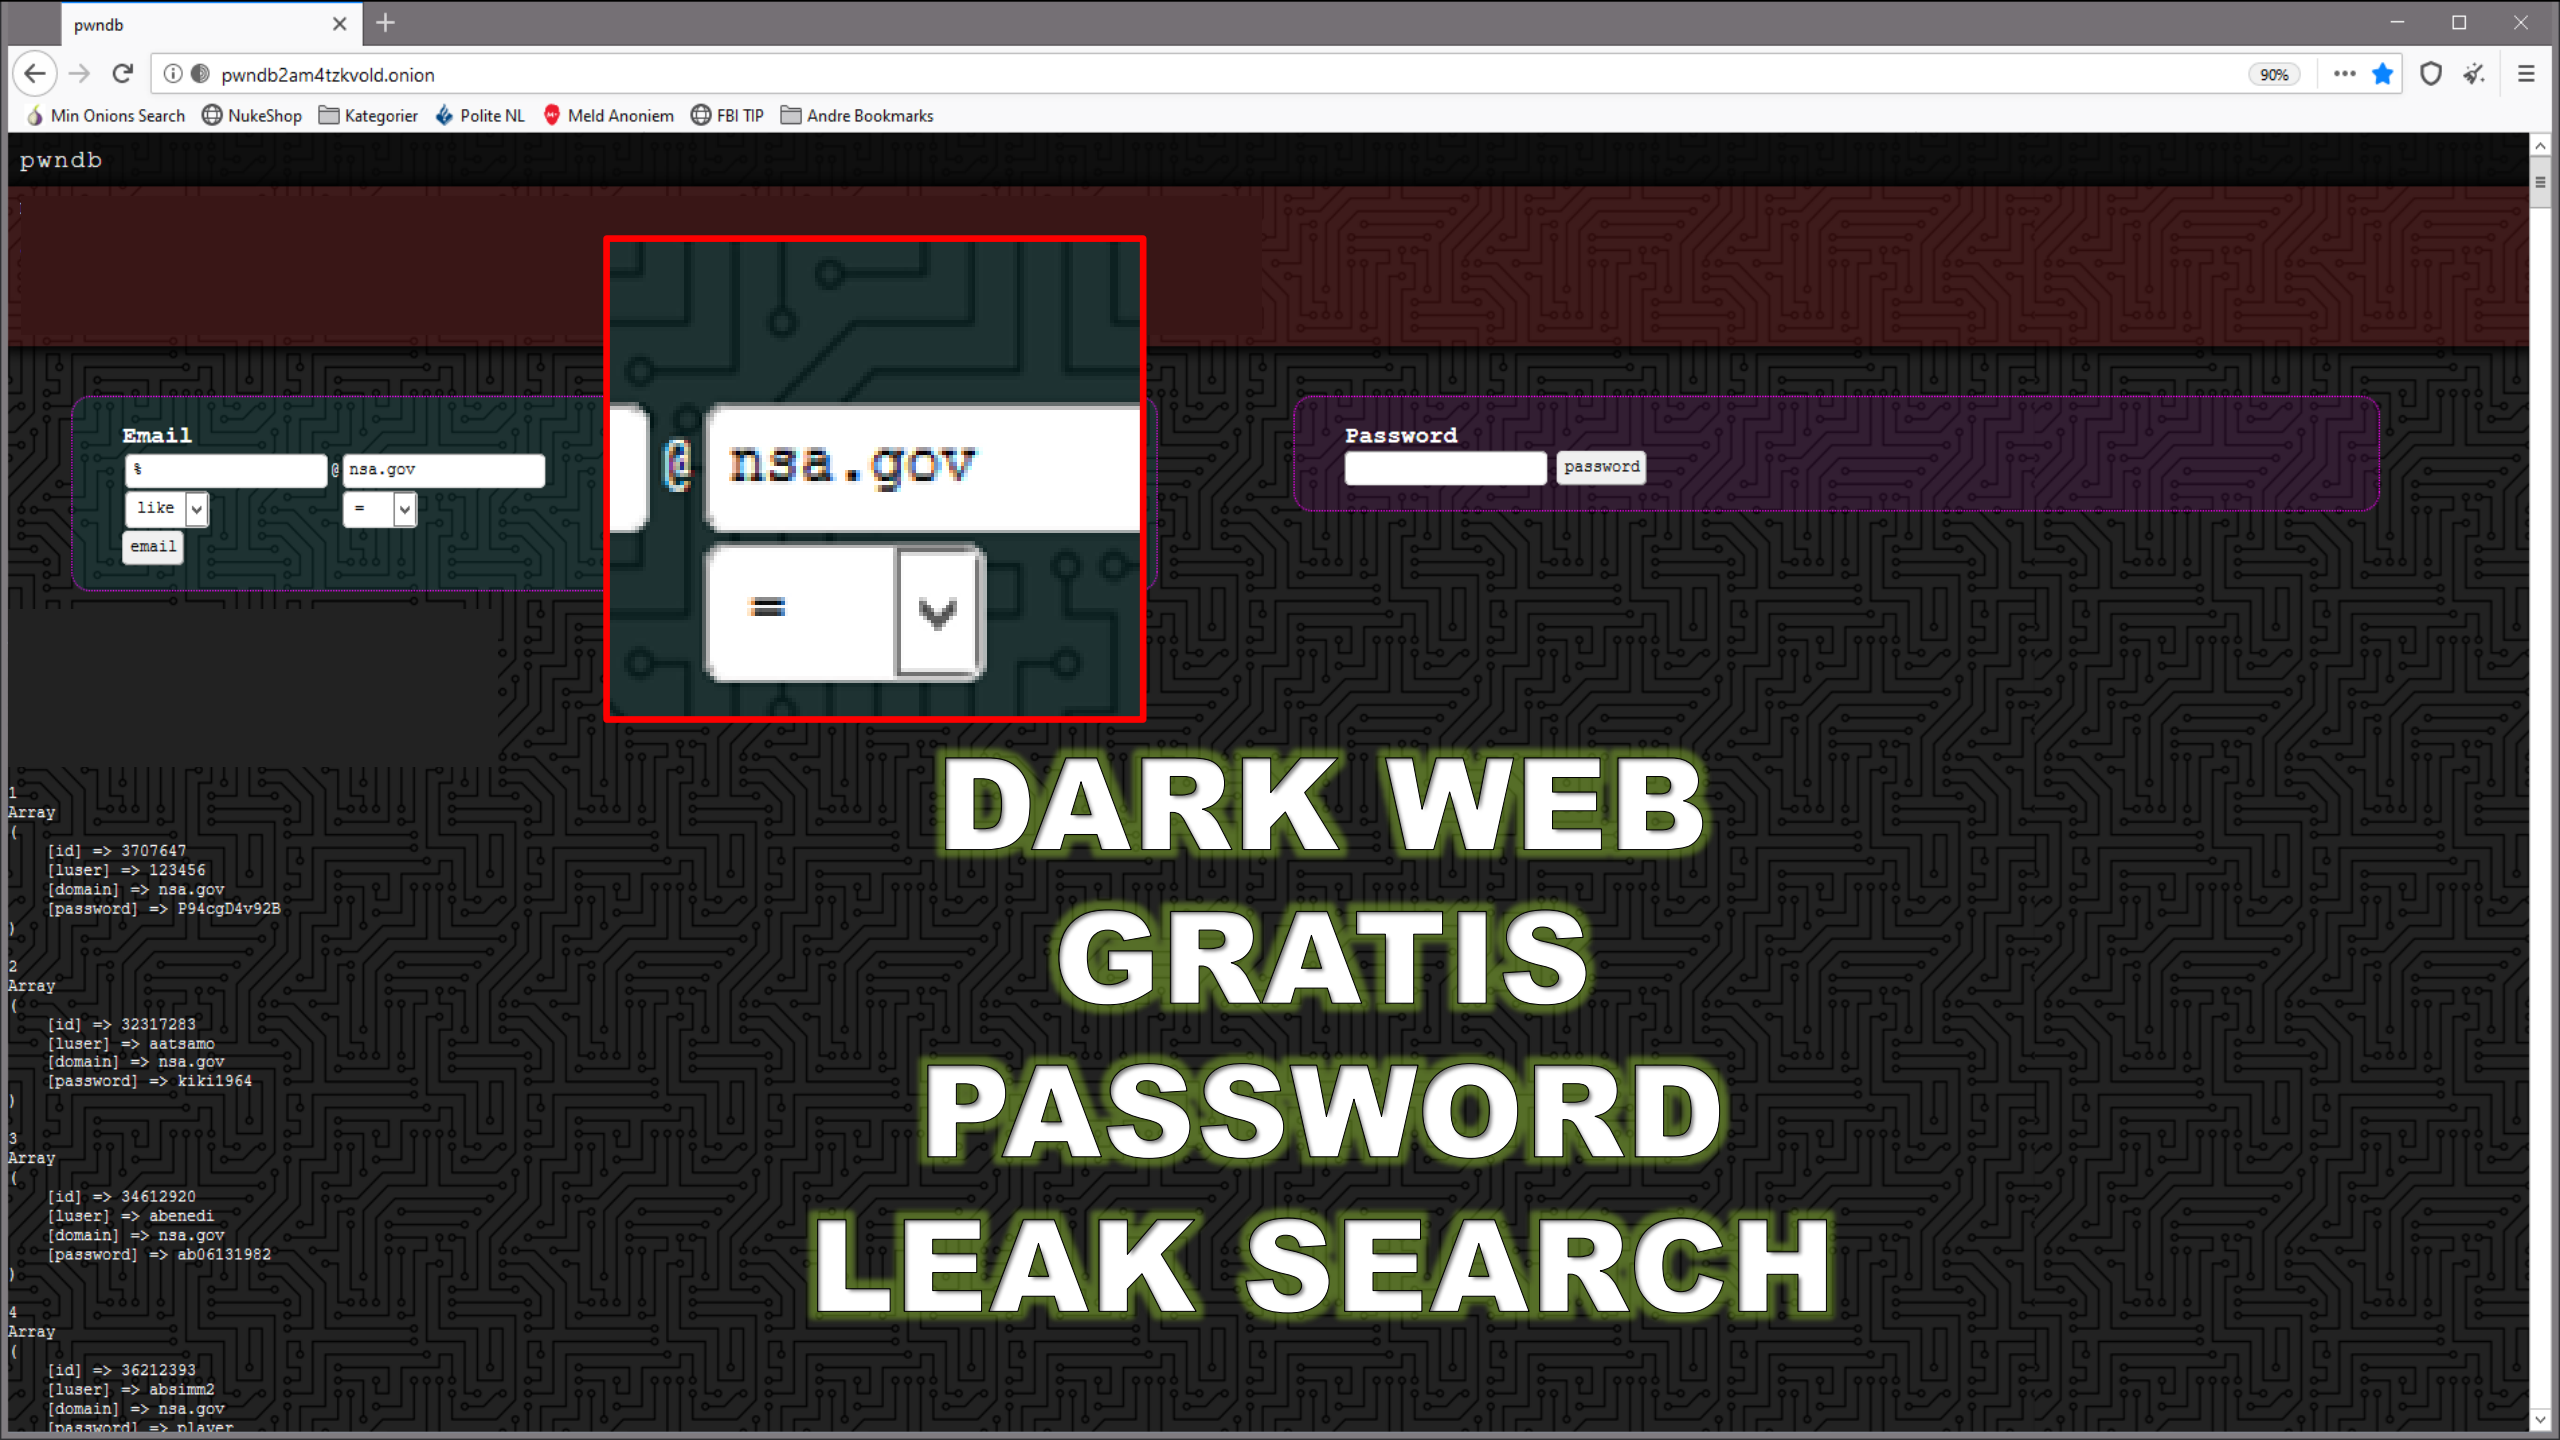 pwndb
pwndb2am4tzkvold.onion
90%
Min Onions Search
NukeShop
Kategorier
Politie NL
Meld Anoniem
FBI TIP
Andre Bookmarks
pwndb
Email
% @ nsa.gov
like =
email
@ nsa.gov
=
Password
password
1
Array
(
[id] => 3707647
[luser] => 123456
[domain] => nsa.gov
[password] => P94cgD4v92B
)
2
Array
(
[id] => 32317283
[luser] => aatsamo
[domain] => nsa.gov
[password] => kiki1964
)
3
Array
(
[id] => 34612920
[luser] => abenedi
[domain] => nsa.gov
[password] => ab06131982
)
4
Array
(
[id] => 36212393
[luser] => absimm2
[domain] => nsa.gov
[password] => player
DARK WEB
GRATIS
PASSWORD
LEAK SEARCH